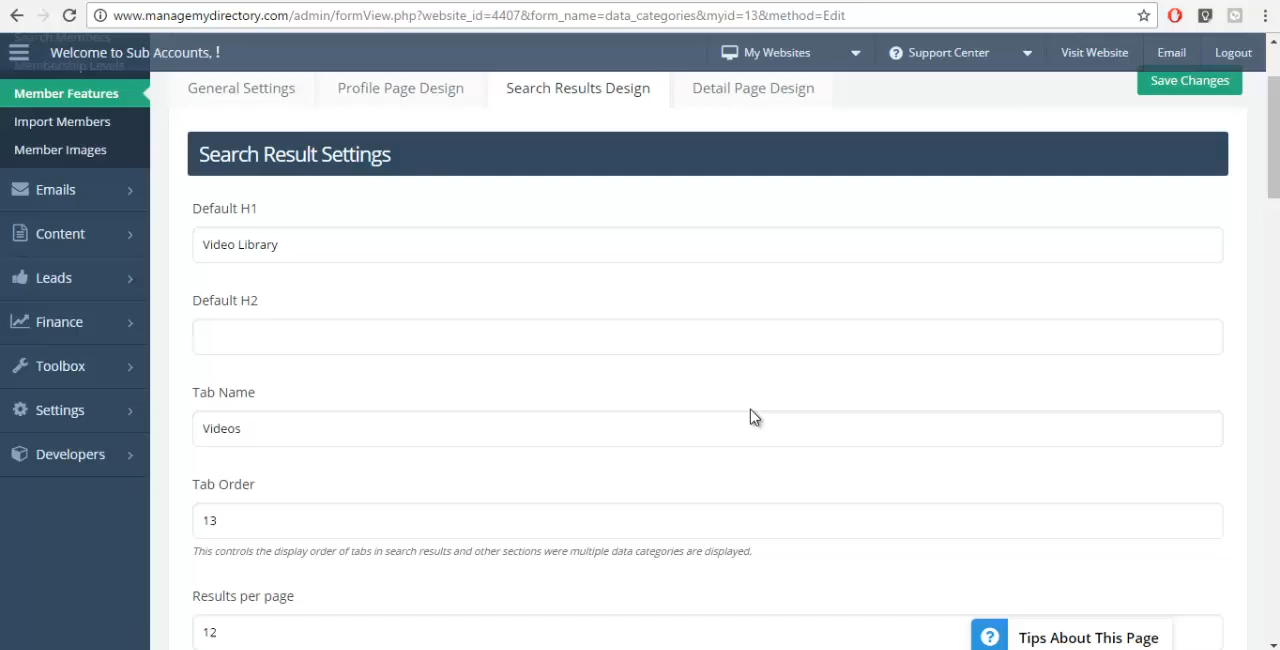 www.managemydirectory.com/admin/formView.php?website_id=4407&form_name=data_categories&myid=13&method=Edit
Search Members
Welcome to Sub Accounts, !
My Websites
Support Center
Visit Website
Email
Logout
Membership Levels
Member Features
Import Members
Member Images
Emails
Content
Leads
Finance
Toolbox
Settings
Developers
General Settings
Profile Page Design
Search Results Design
Detail Page Design
Save Changes
Search Result Settings
Default H1
Video Library
Default H2
Tab Name
Videos
Tab Order
13
This controls the display order of tabs in search results and other sections were multiple data categories are displayed.
Results per page
12
Tips About This Page